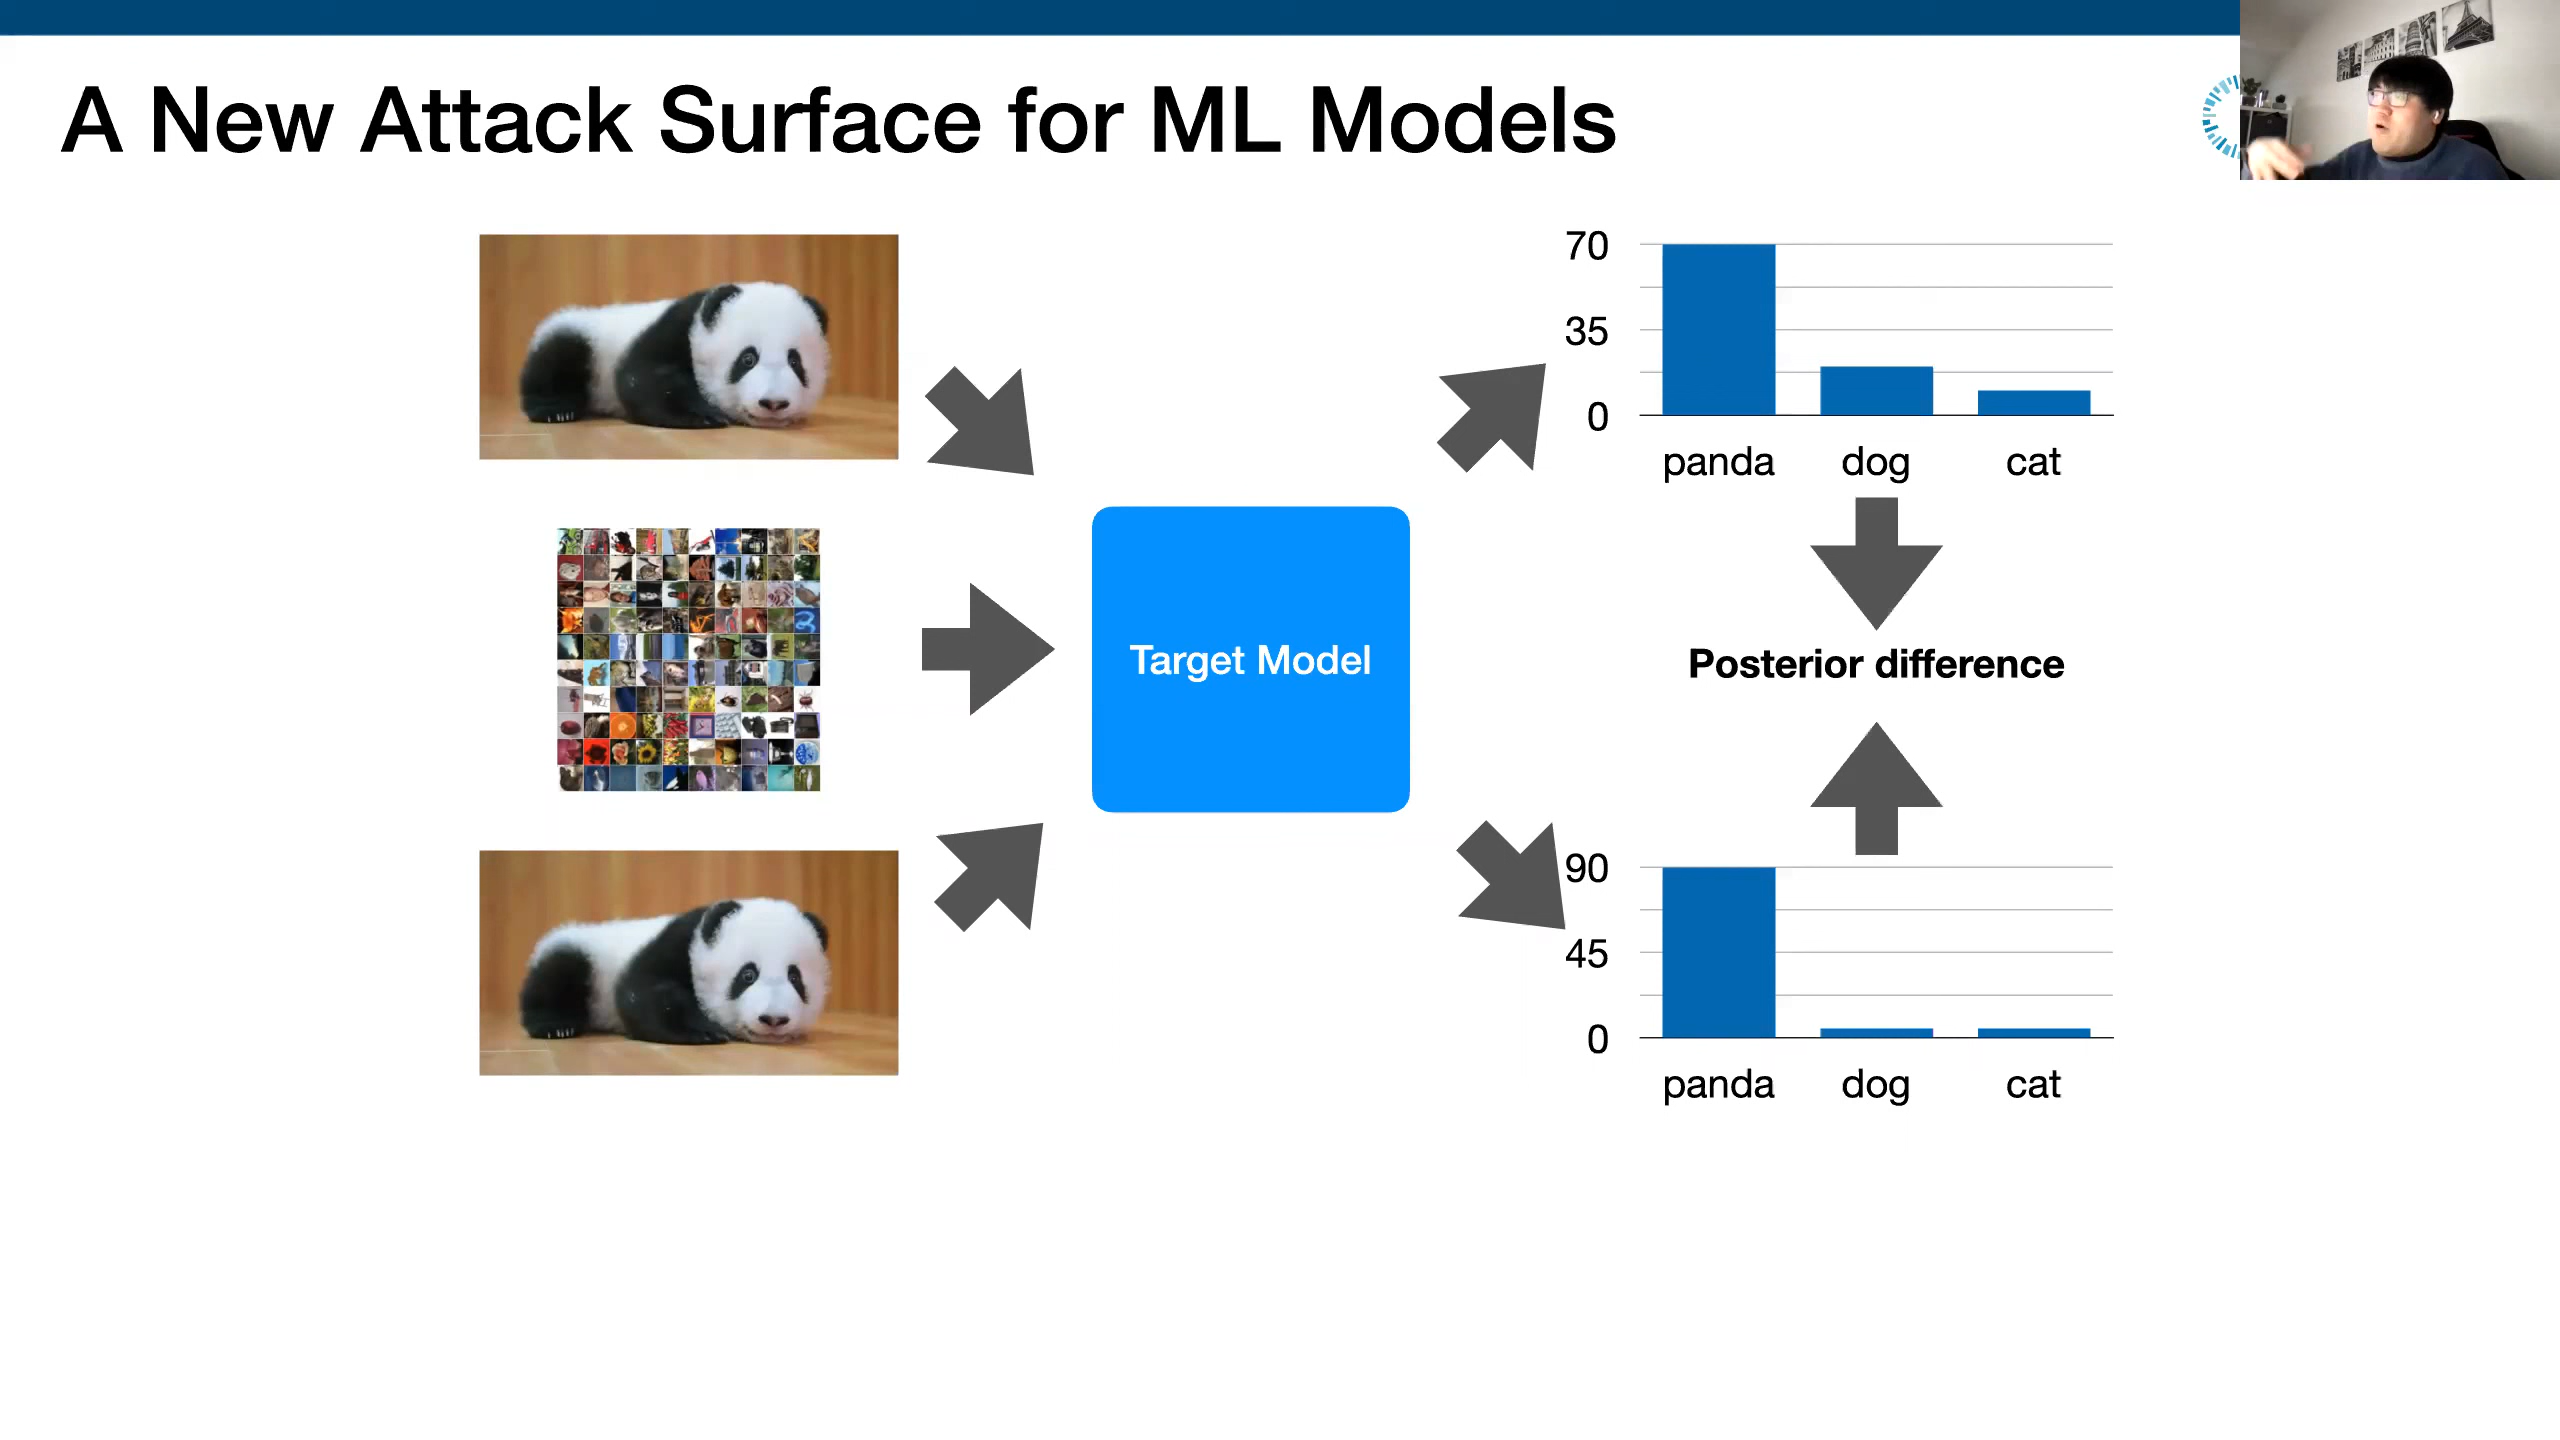 A New Attack Surface for ML Models
70
35
0
panda dog cat
Target Model
Posterior difference
90
45
0
panda dog cat